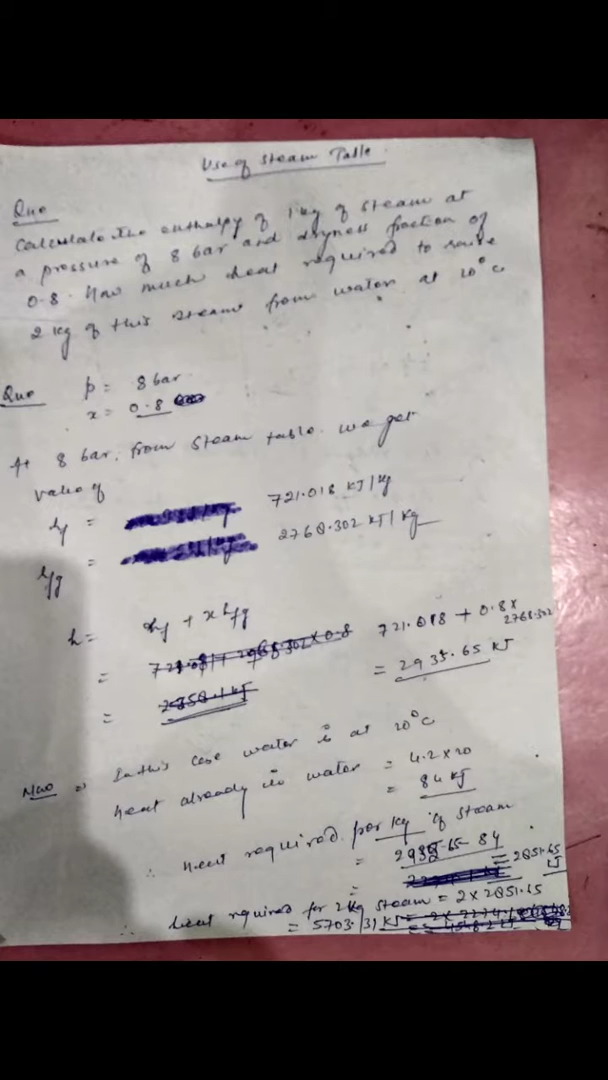 Use of Steam Table
Que
Calculate the enthalpy of 1 kg of steam at
a pressure of 8 bar and dryness fraction of
0.8. How much heat required to raise
2 kg of this steam from water at 20°c
Que p = 8 bar
x = 0.8
At 8 bar, from steam table. we get
value of
hf = 721.018 KJ/kg
hfg = 2768.302 KJ/kg
h = hf + x hfg
= 721.018 + 0.8 x 2768.302
= = 2935.65 KJ
Now ⇒ In this case water is at 20°c
heat already in water = 4.2 x 20
= 84 KJ
∴ Heat required per kg of steam
= 2935.65 - 84
= = 2851.65 KJ
∴ heat required for 2kg steam = 2 x 2851.65
= 5703.31 KJ